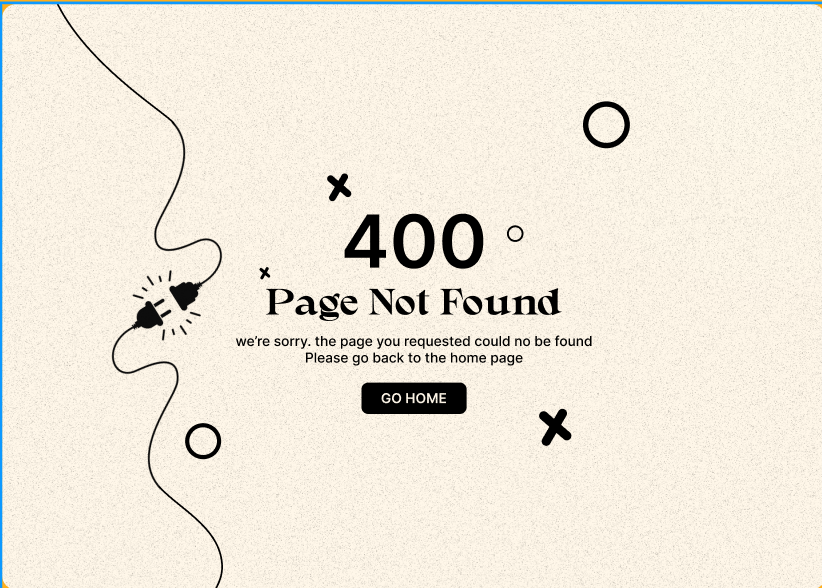 400
Page Not Found
we're sorry. the page you requested could no be found
Please go back to the home page
GO HOME